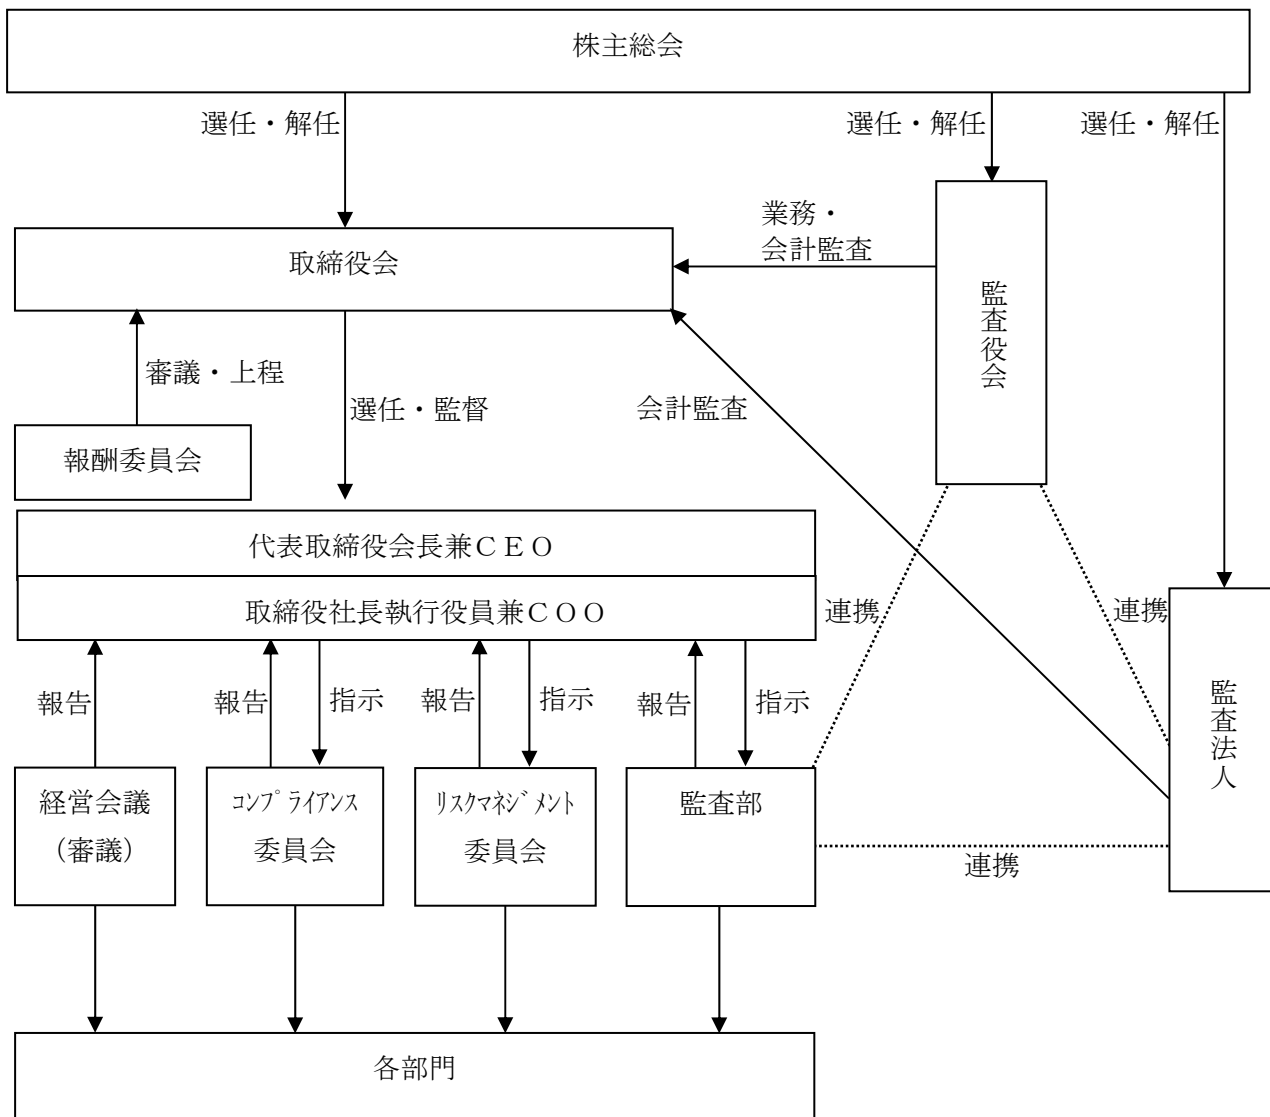 株主総会
選任・解任
選任・解任
選任・解任
業務・
会計監査
取締役会
監査役会
審議・上程
選任・監督
会計監査
報酬委員会
代表取締役会長兼ＣＥＯ
取締役社長執行役員兼ＣＯＯ
連携
連携
報告
報告
指示
報告
指示
報告
指示
監査法人
経営会議
（審議）
ｺﾝﾌﾟﾗｲｱﾝｽ
委員会
ﾘｽｸﾏﾈｼﾞﾒﾝﾄ
委員会
監査部
連携
各部門